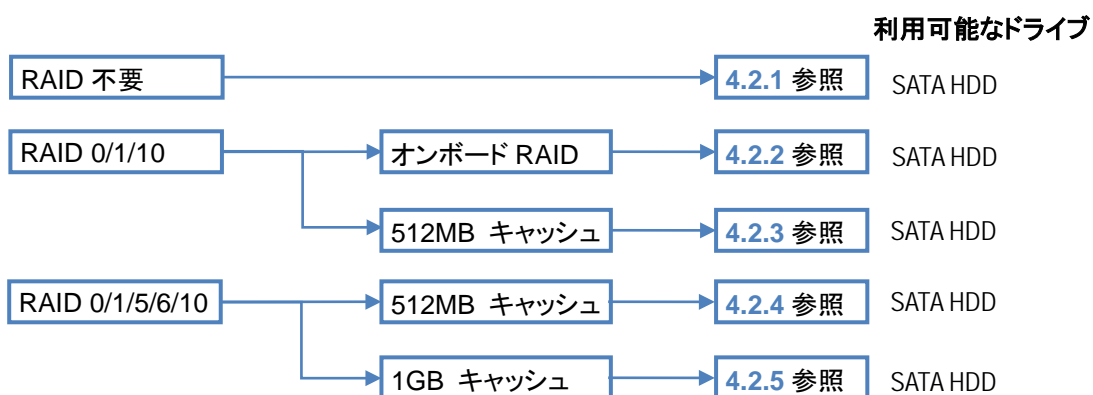 利用可能なドライブ
RAID 不要
4.2.1 参照
SATA HDD
RAID 0/1/10
オンボード RAID
4.2.2 参照
SATA HDD
512MB キャッシュ
4.2.3 参照
SATA HDD
RAID 0/1/5/6/10
512MB キャッシュ
4.2.4 参照
SATA HDD
1GB キャッシュ
4.2.5 参照
SATA HDD